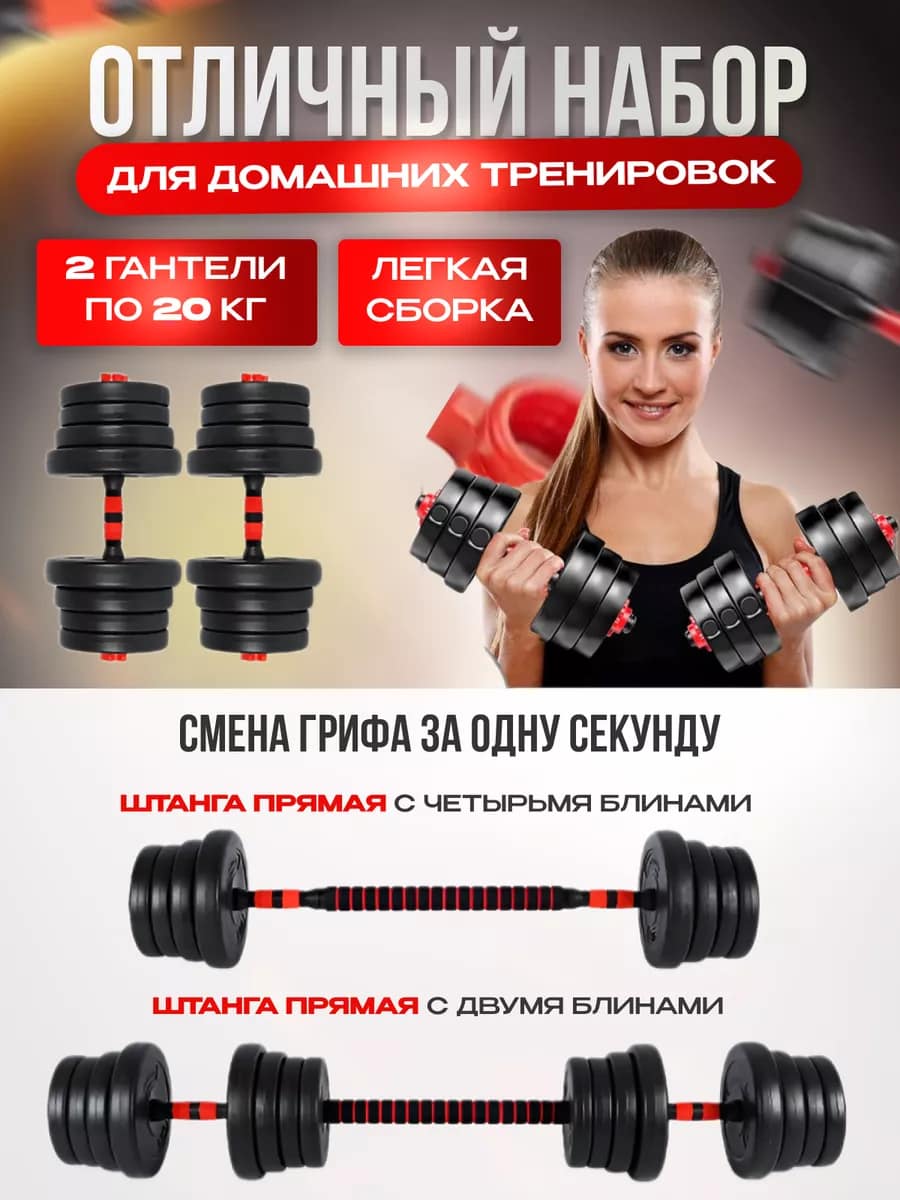 ОТЛИЧНЫЙ НАБОР
ДЛЯ ДОМАШНИХ ТРЕНИРОВОК
2 ГАНТЕЛИ
ПО 20 КГ
ЛЕГКАЯ
СБОРКА
СМЕНА ГРИФА ЗА ОДНУ СЕКУНДУ
ШТАНГА ПРЯМАЯ С ЧЕТЫРЬМЯ БЛИНАМИ
ШТАНГА ПРЯМАЯ С ДВУМЯ БЛИНАМИ